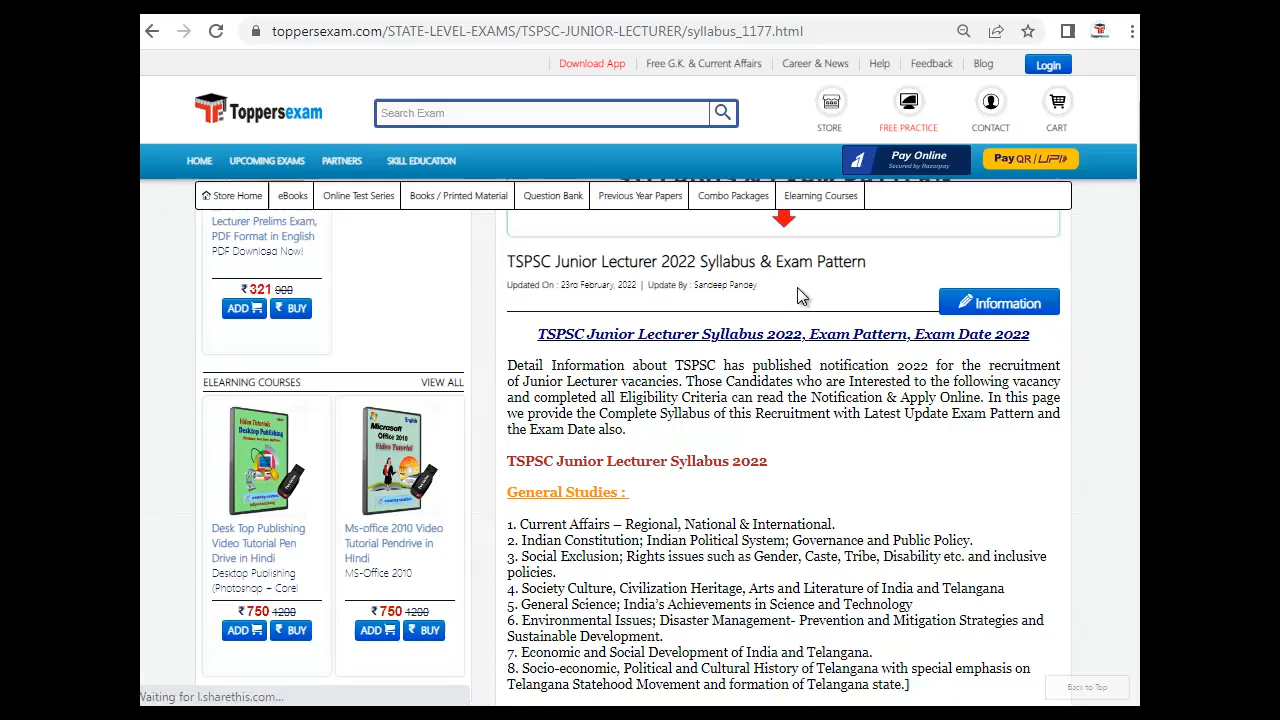 toppersexam.com/STATE-LEVEL-EXAMS/TSPSC-JUNIOR-LECTURER/syllabus_1177.html
Download App | Free G.K. & Current Affairs | Career & News | Help | Feedback | Blog Login
Toppersexam
Search Exam
STORE FREE PRACTICE CONTACT CART
HOME UPCOMING EXAMS PARTNERS SKILL EDUCATION
Pay Online
Secured by Razorpay
Pay QR / UPI
Store Home eBooks Online Test Series Books / Printed Material Question Bank Previous Year Papers Combo Packages Elearning Courses
Lecturer Prelims Exam,
PDF Format in English
PDF Download Now!
₹ 321 900
ADD ₹ BUY
ELEARNING COURSES VIEW ALL
Desk Top Publishing
Video Tutorial Pen
Drive in Hindi
Desktop Publishing
(Photoshop + Corel
₹ 750 1200
ADD ₹ BUY
Ms-office 2010 Video
Tutorial Pendrive in
HIndi
MS-Office 2010
₹ 750 1200
ADD ₹ BUY
TSPSC Junior Lecturer 2022 Syllabus & Exam Pattern
Updated On : 23rd February, 2022 | Update By : Sandeep Pandey
Information
TSPSC Junior Lecturer Syllabus 2022, Exam Pattern, Exam Date 2022
Detail Information about TSPSC has published notification 2022 for the recruitment
of Junior Lecturer vacancies. Those Candidates who are Interested to the following vacancy
and completed all Eligibility Criteria can read the Notification & Apply Online. In this page
we provide the Complete Syllabus of this Recruitment with Latest Update Exam Pattern and
the Exam Date also.
TSPSC Junior Lecturer Syllabus 2022
General Studies :
1. Current Affairs – Regional, National & International.
2. Indian Constitution; Indian Political System; Governance and Public Policy.
3. Social Exclusion; Rights issues such as Gender, Caste, Tribe, Disability etc. and inclusive
policies.
4. Society Culture, Civilization Heritage, Arts and Literature of India and Telangana
5. General Science; India's Achievements in Science and Technology
6. Environmental Issues; Disaster Management- Prevention and Mitigation Strategies and
Sustainable Development.
7. Economic and Social Development of India and Telangana.
8. Socio-economic, Political and Cultural History of Telangana with special emphasis on
Telangana Statehood Movement and formation of Telangana state.]
Back to Top
Waiting for l.sharethis.com...